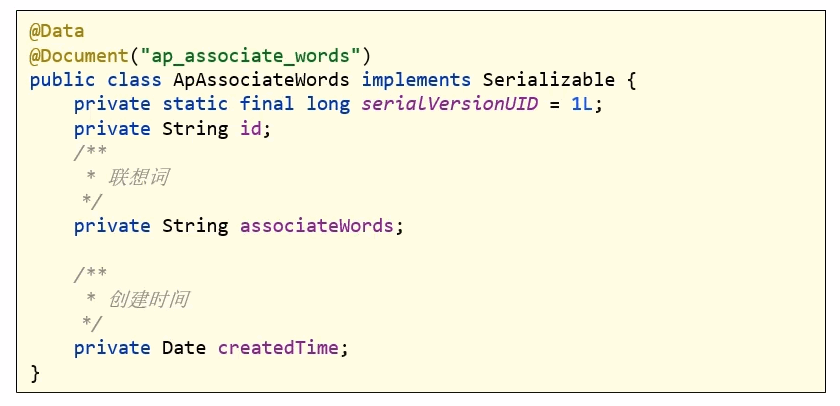 @Data
@Document("ap_associate_words")
public class ApAssociateWords implements Serializable {
    private static final long serialVersionUID = 1L;
    private String id;
    /**
     * 联想词
     */
    private String associateWords;

    /**
     * 创建时间
     */
    private Date createdTime;
}